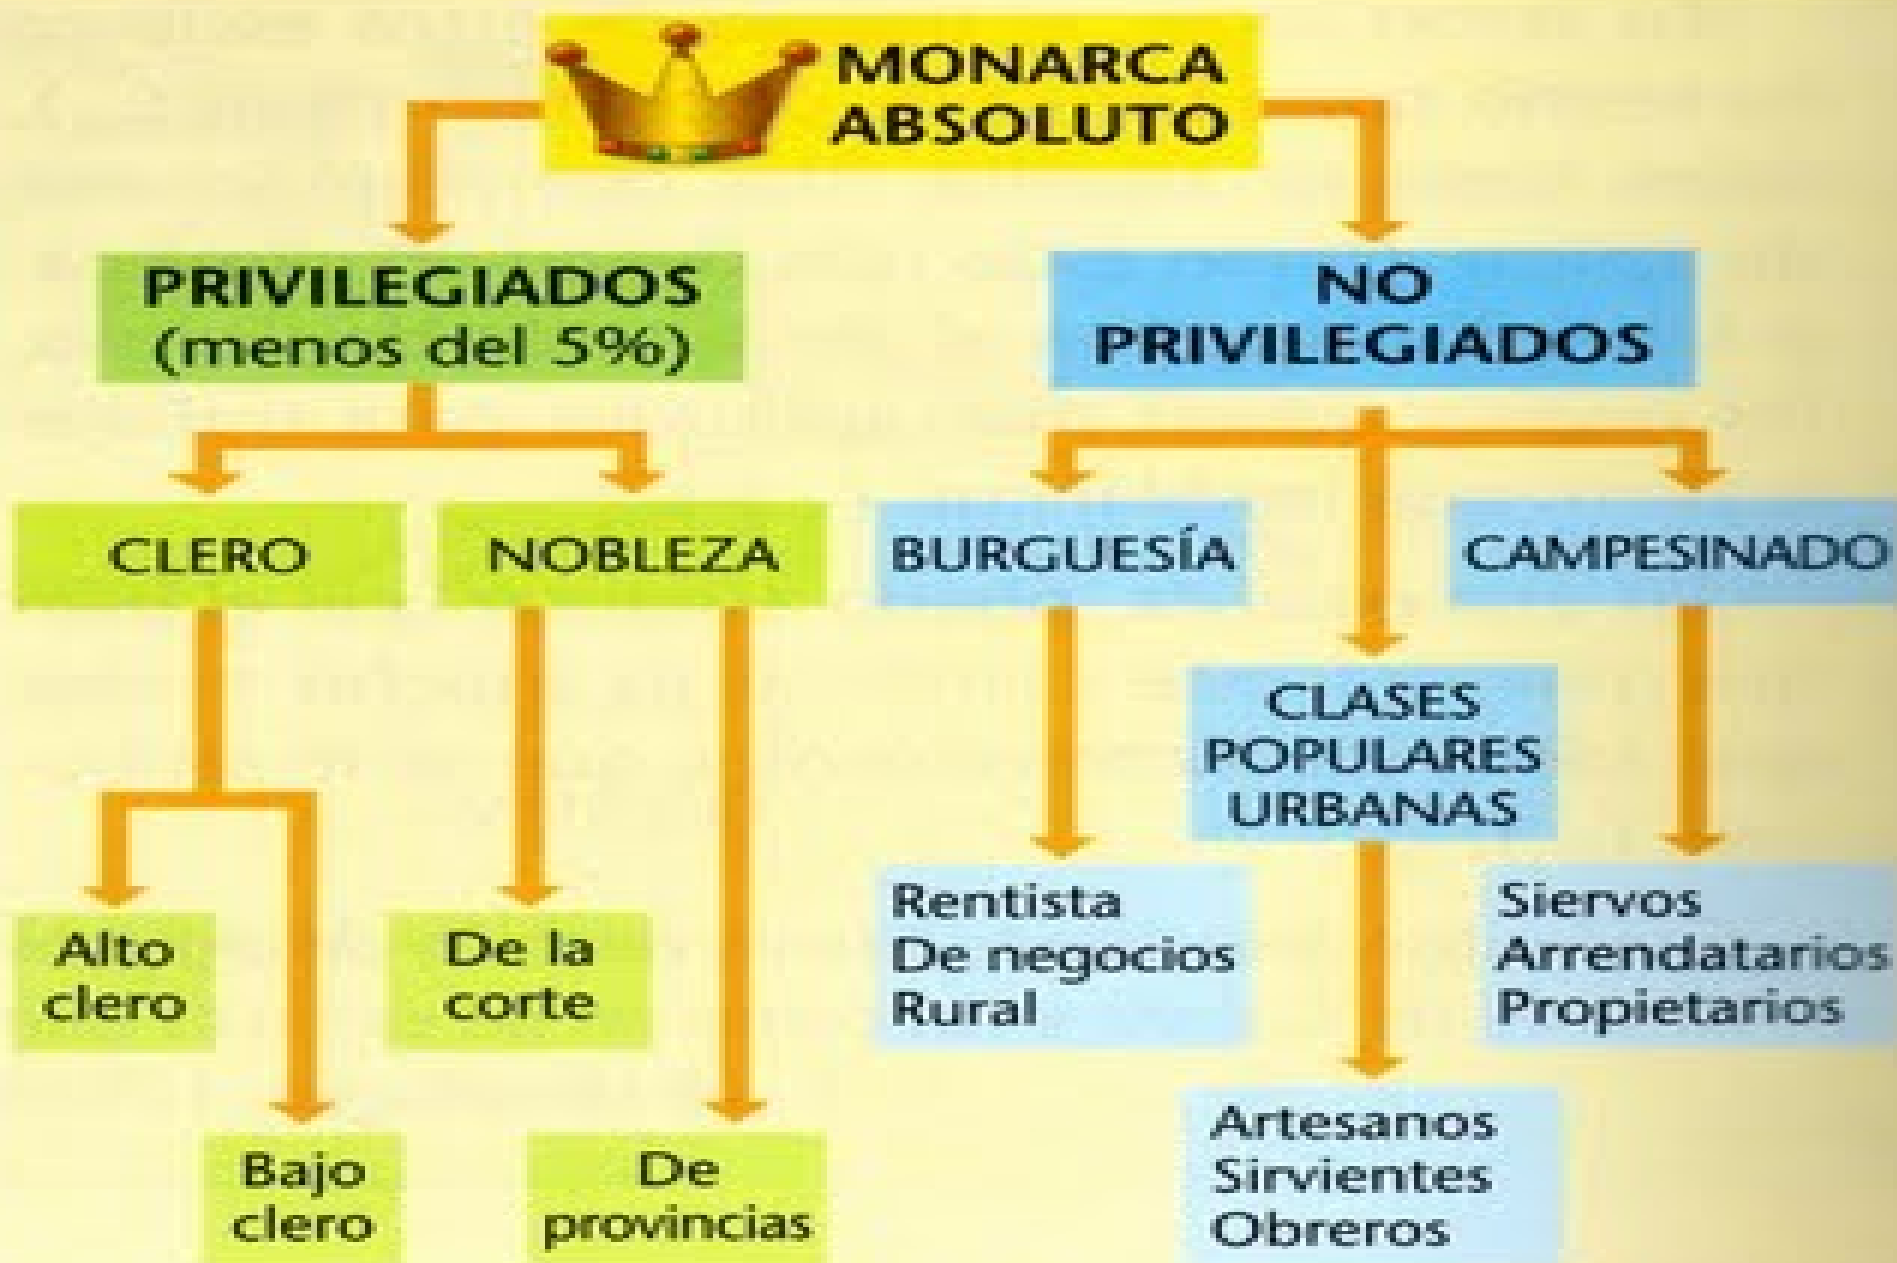 MONARCA
ABSOLUTO
PRIVILEGIADOS
(menos del 5%)
NO
PRIVILEGIADOS
CLERO
NOBLEZA
BURGUESÍA
CAMPESINADO
CLASES
POPULARES
URBANAS
Alto
clero
De la
corte
Rentista
De negocios
Rural
Siervos
Arrendatarios
Propietarios
Bajo
clero
De
provincias
Artesanos
Sirvientes
Obreros